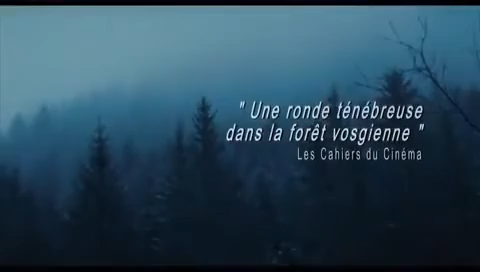 " Une ronde ténébreuse
dans la forêt vosgienne "
Les Cahiers du Cinéma